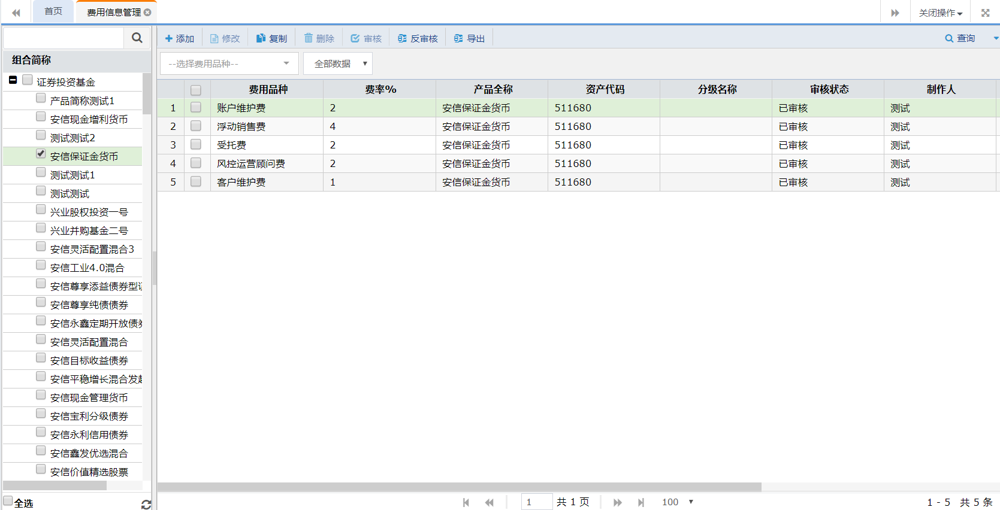 首页 费用信息管理 关闭操作
添加 修改 复制 删除 审核 反审核 导出 查询
组合简称
--选择费用品种-- 全部数据
证券投资基金
产品简称测试1
安信现金增利货币
测试测试2
安信保证金货币
测试测试1
测试测试
兴业股权投资一号
兴业并购基金二号
安信灵活配置混合3
安信工业4.0混合
安信尊享添益债券型
安信尊享纯债债券
安信永鑫定期开放债
安信灵活配置混合
安信目标收益债券
安信平稳增长混合发
安信现金管理货币
安信宝利分级债券
安信永利信用债券
安信鑫发优选混合
安信价值精选股票
全选
费用品种 费率% 产品全称 资产代码 分级名称 审核状态 制作人
1 账户维护费 2 安信保证金货币 511680 已审核 测试
2 浮动销售费 4 安信保证金货币 511680 已审核 测试
3 受托费 2 安信保证金货币 511680 已审核 测试
4 风控运营顾问费 2 安信保证金货币 511680 已审核 测试
5 客户维护费 1 安信保证金货币 511680 已审核 测试
1 共 1 页 100 1 - 5 共 5 条